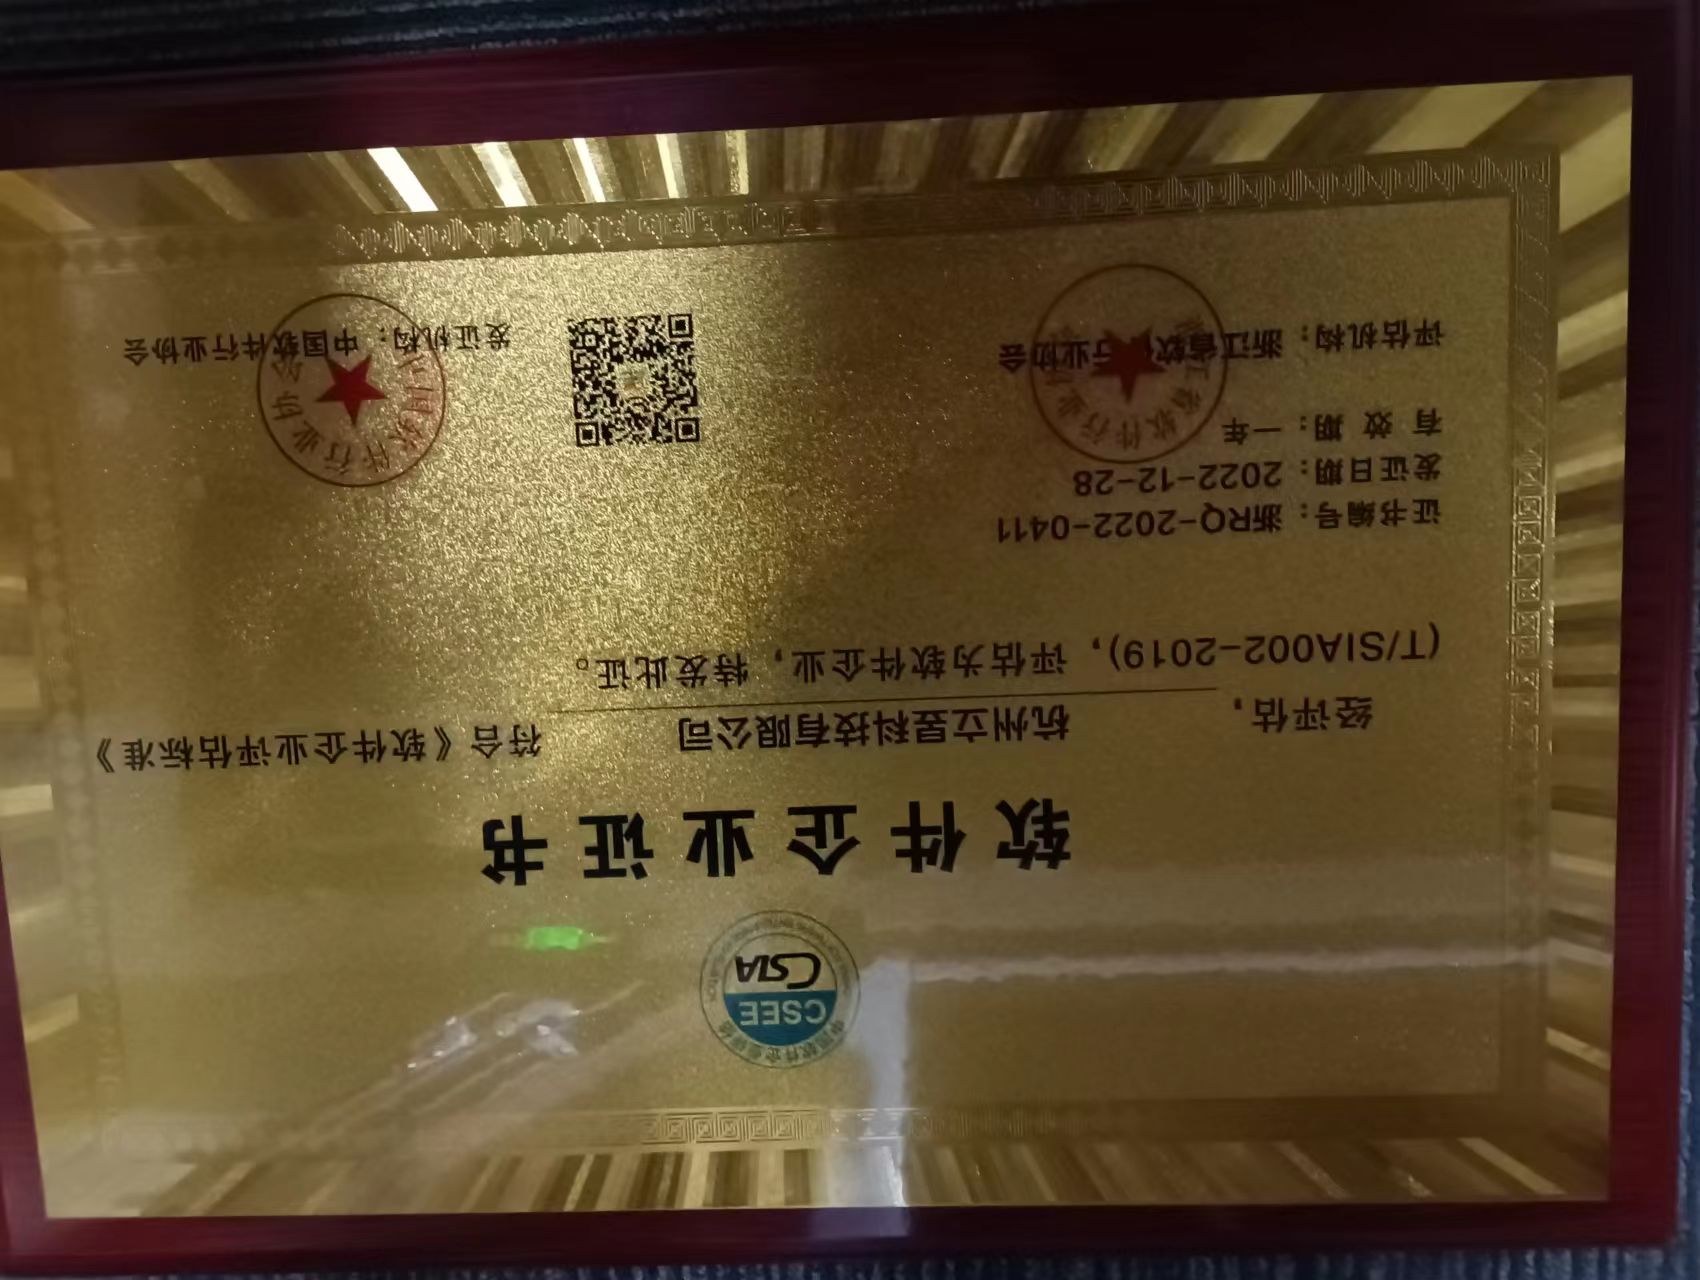 CSEE
CSIA
软件企业证书
经评估， 杭州立昱科技有限公司 符合《软件企业评估标准》
(T/SIA002-2019)，评估为软件企业，特发此证。
证书编号：浙RQ-2022-0411
发证日期：2022-12-28
有 效 期：一年
评估机构：浙江省软件行业协会
发证机构：中国软件行业协会